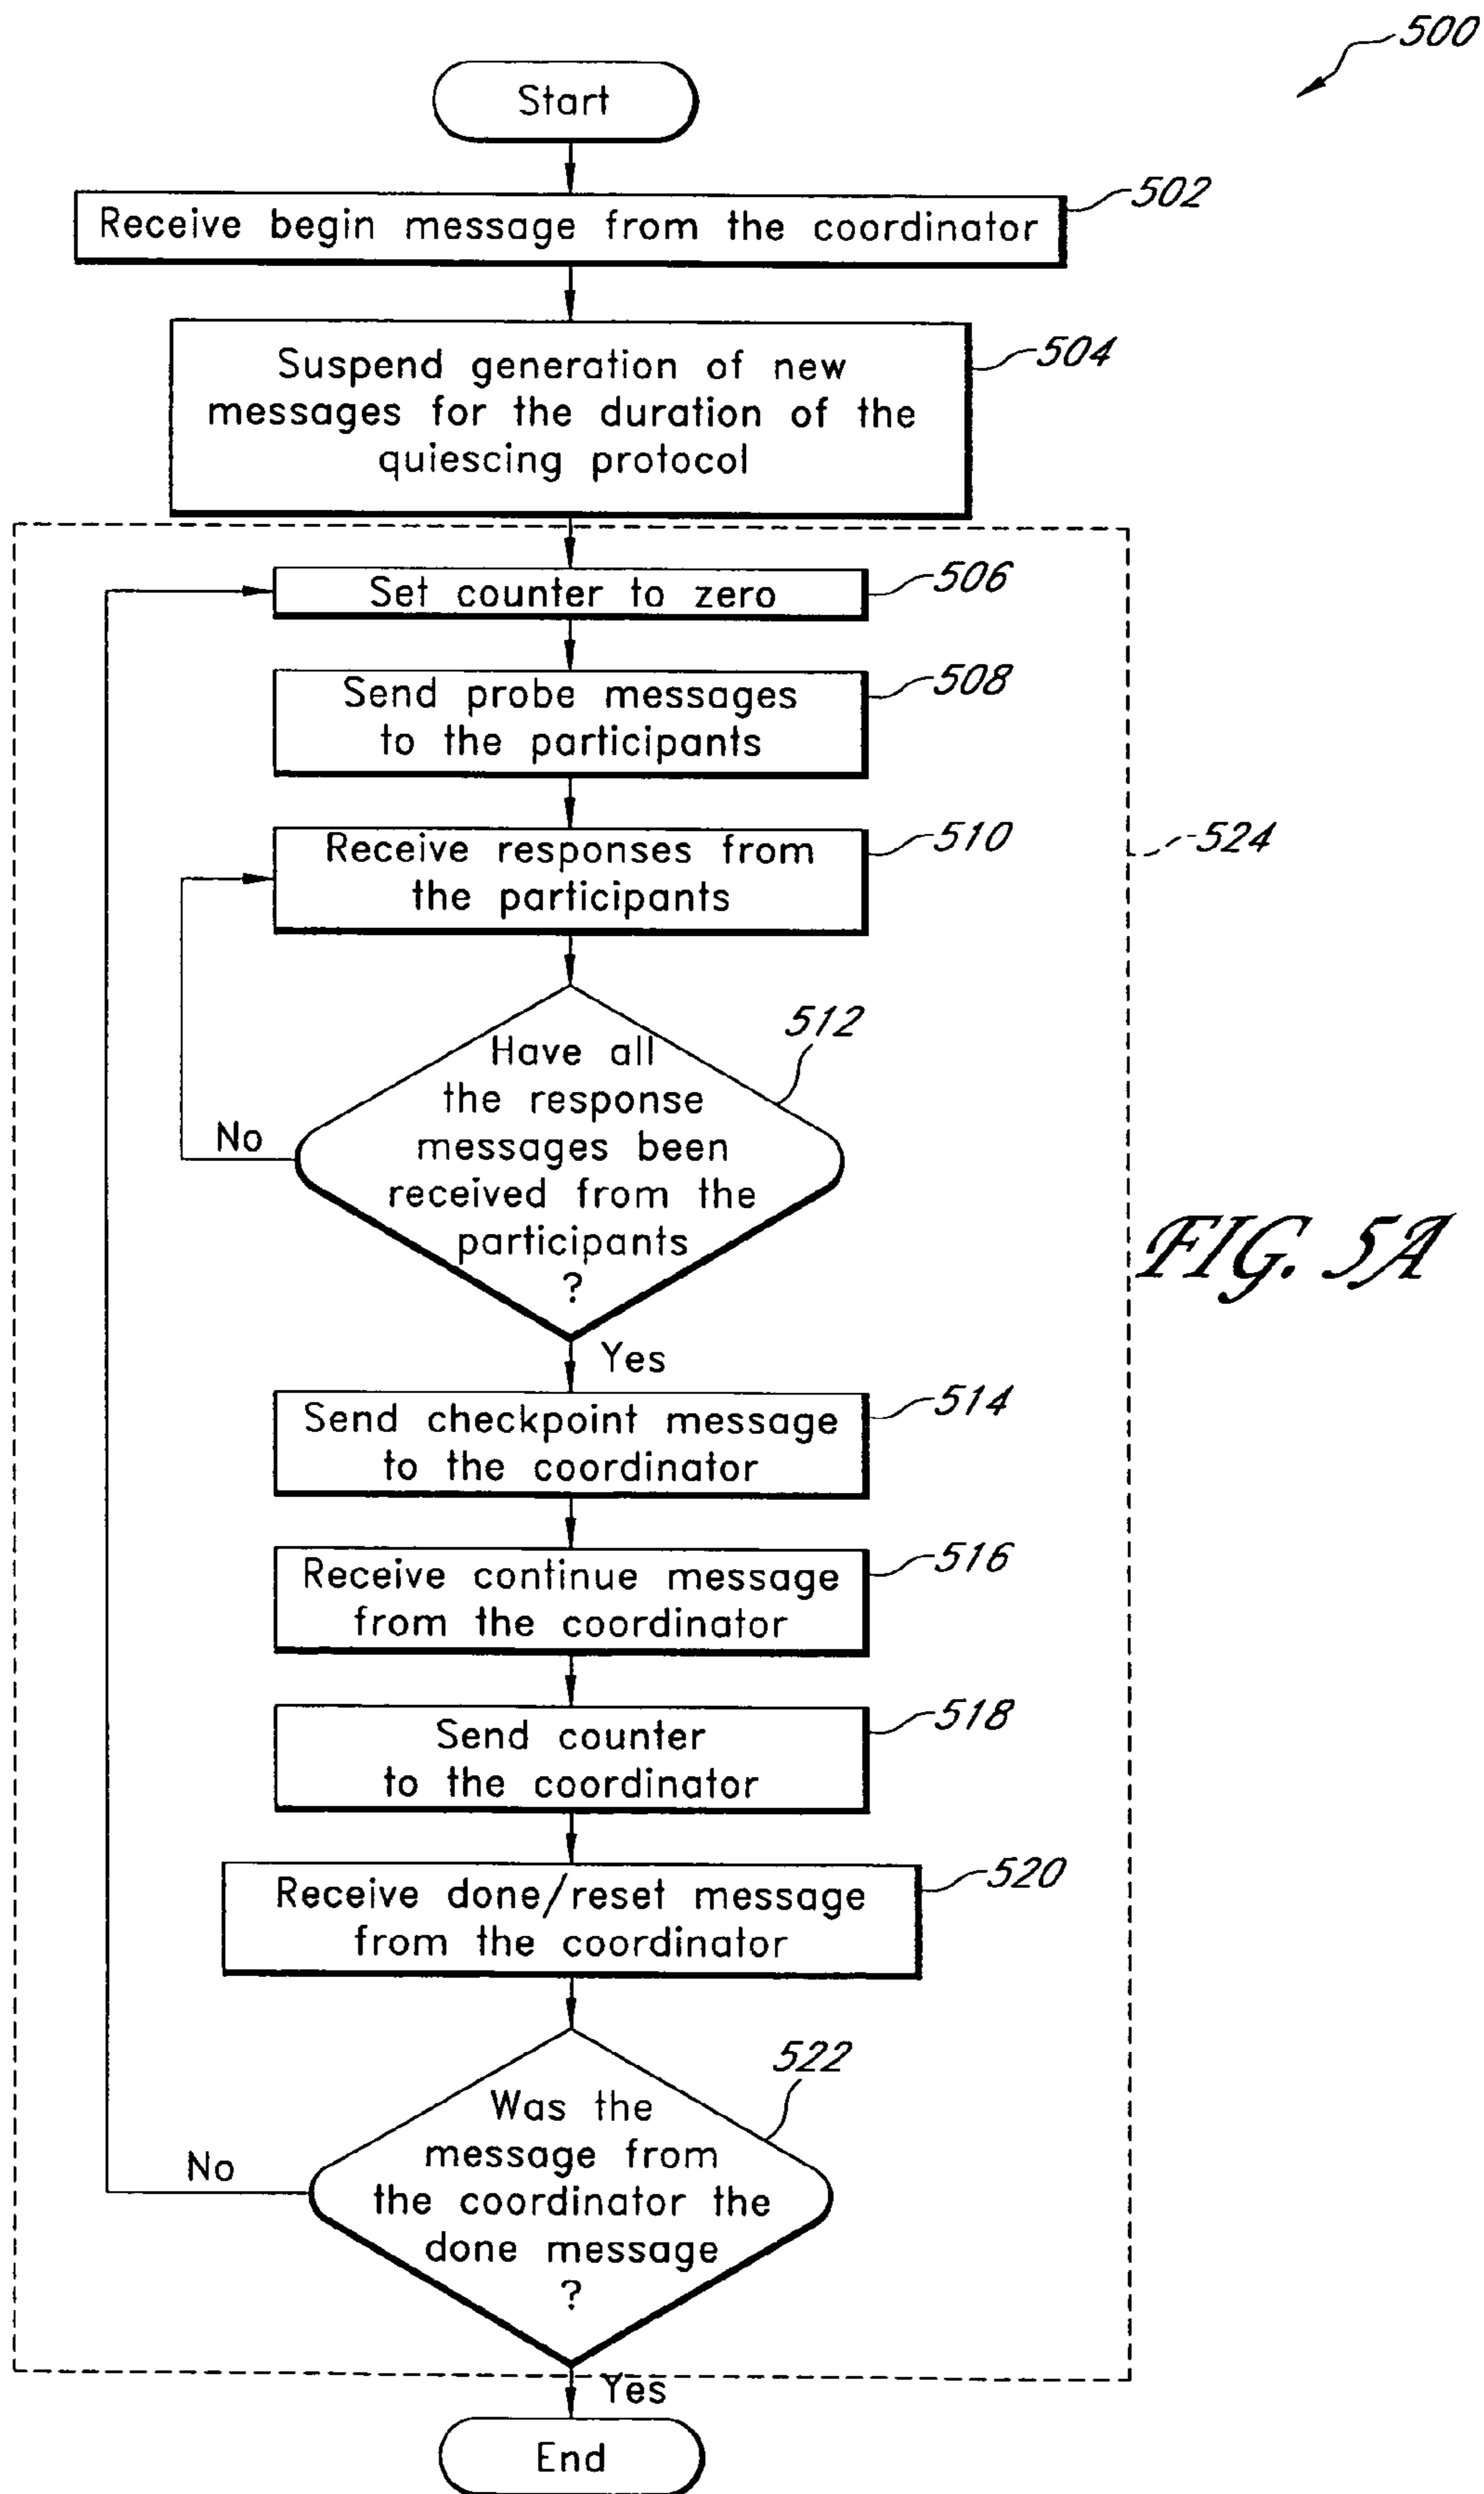 500
Start
502
Receive begin message from the coordinator
504
Suspend generation of new
messages for the duration of the
quiescing protocol
506
Set counter to zero
508
Send probe messages
to the participants
510
Receive responses from
the participants
524
512
Have all
the response
messages been
received from the
participants
?
No
FIG. 5A
Yes
514
Send checkpoint message
to the coordinator
516
Receive continue message
from the coordinator
518
Send counter
to the coordinator
520
Receive done/reset message
from the coordinator
522
Was the
message from
the coordinator the
done message
?
No
Yes
End